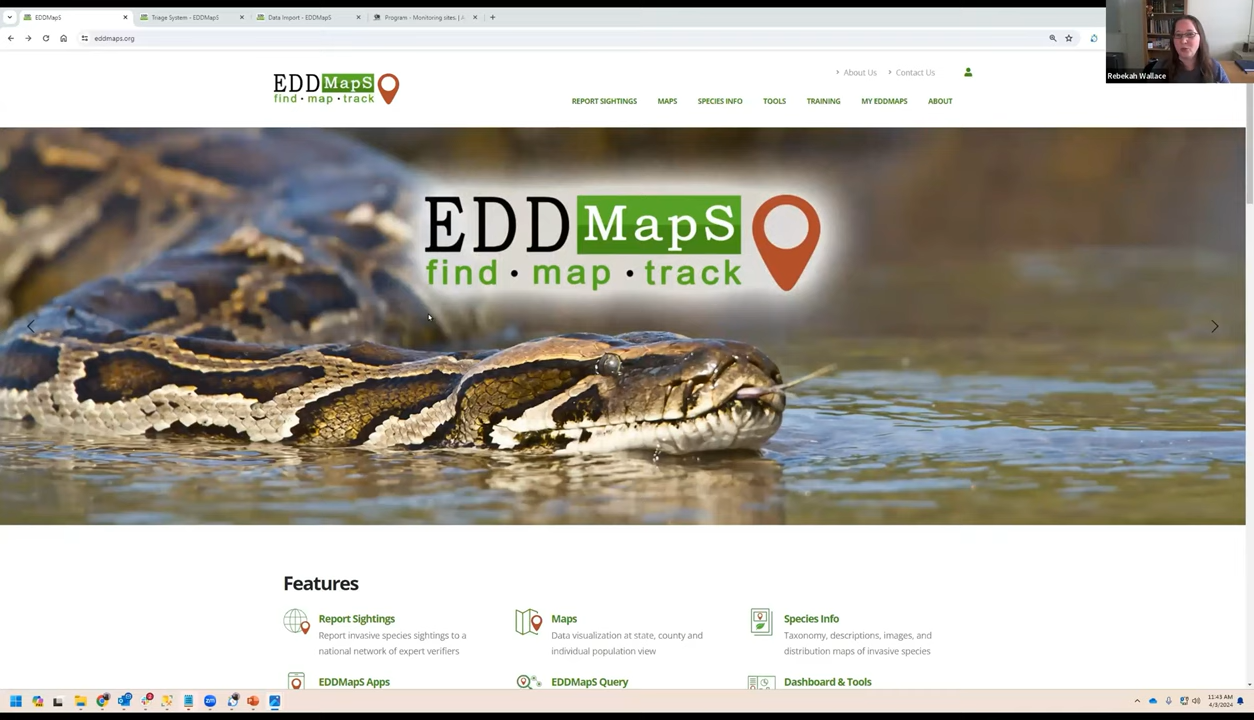 EDDMapS
Triage System - EDDMapS
Data Import - EDDMapS
Program - Monitoring sites. | A
eddmaps.org
Rebekah Wallace
About Us
Contact Us
EDDMapS
find · map · track
REPORT SIGHTINGS
MAPS
SPECIES INFO
TOOLS
TRAINING
MY EDDMAPS
ABOUT
EDDMapS
find · map · track
Features
Report Sightings
Report invasive species sightings to a
national network of expert verifiers
Maps
Data visualization at state, county and
individual population view
Species Info
Taxonomy, descriptions, images, and
distribution maps of invasive species
EDDMapS Apps
EDDMapS Query
Dashboard & Tools
11:43 AM
4/3/2024